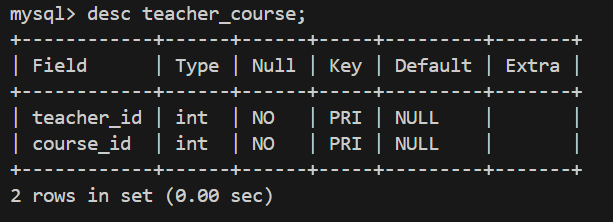 mysql> desc teacher_course;
+------------+------+------+-----+---------+-------+
| Field      | Type | Null | Key | Default | Extra |
+------------+------+------+-----+---------+-------+
| teacher_id | int  | NO   | PRI | NULL    |       |
| course_id  | int  | NO   | PRI | NULL    |       |
+------------+------+------+-----+---------+-------+
2 rows in set (0.00 sec)